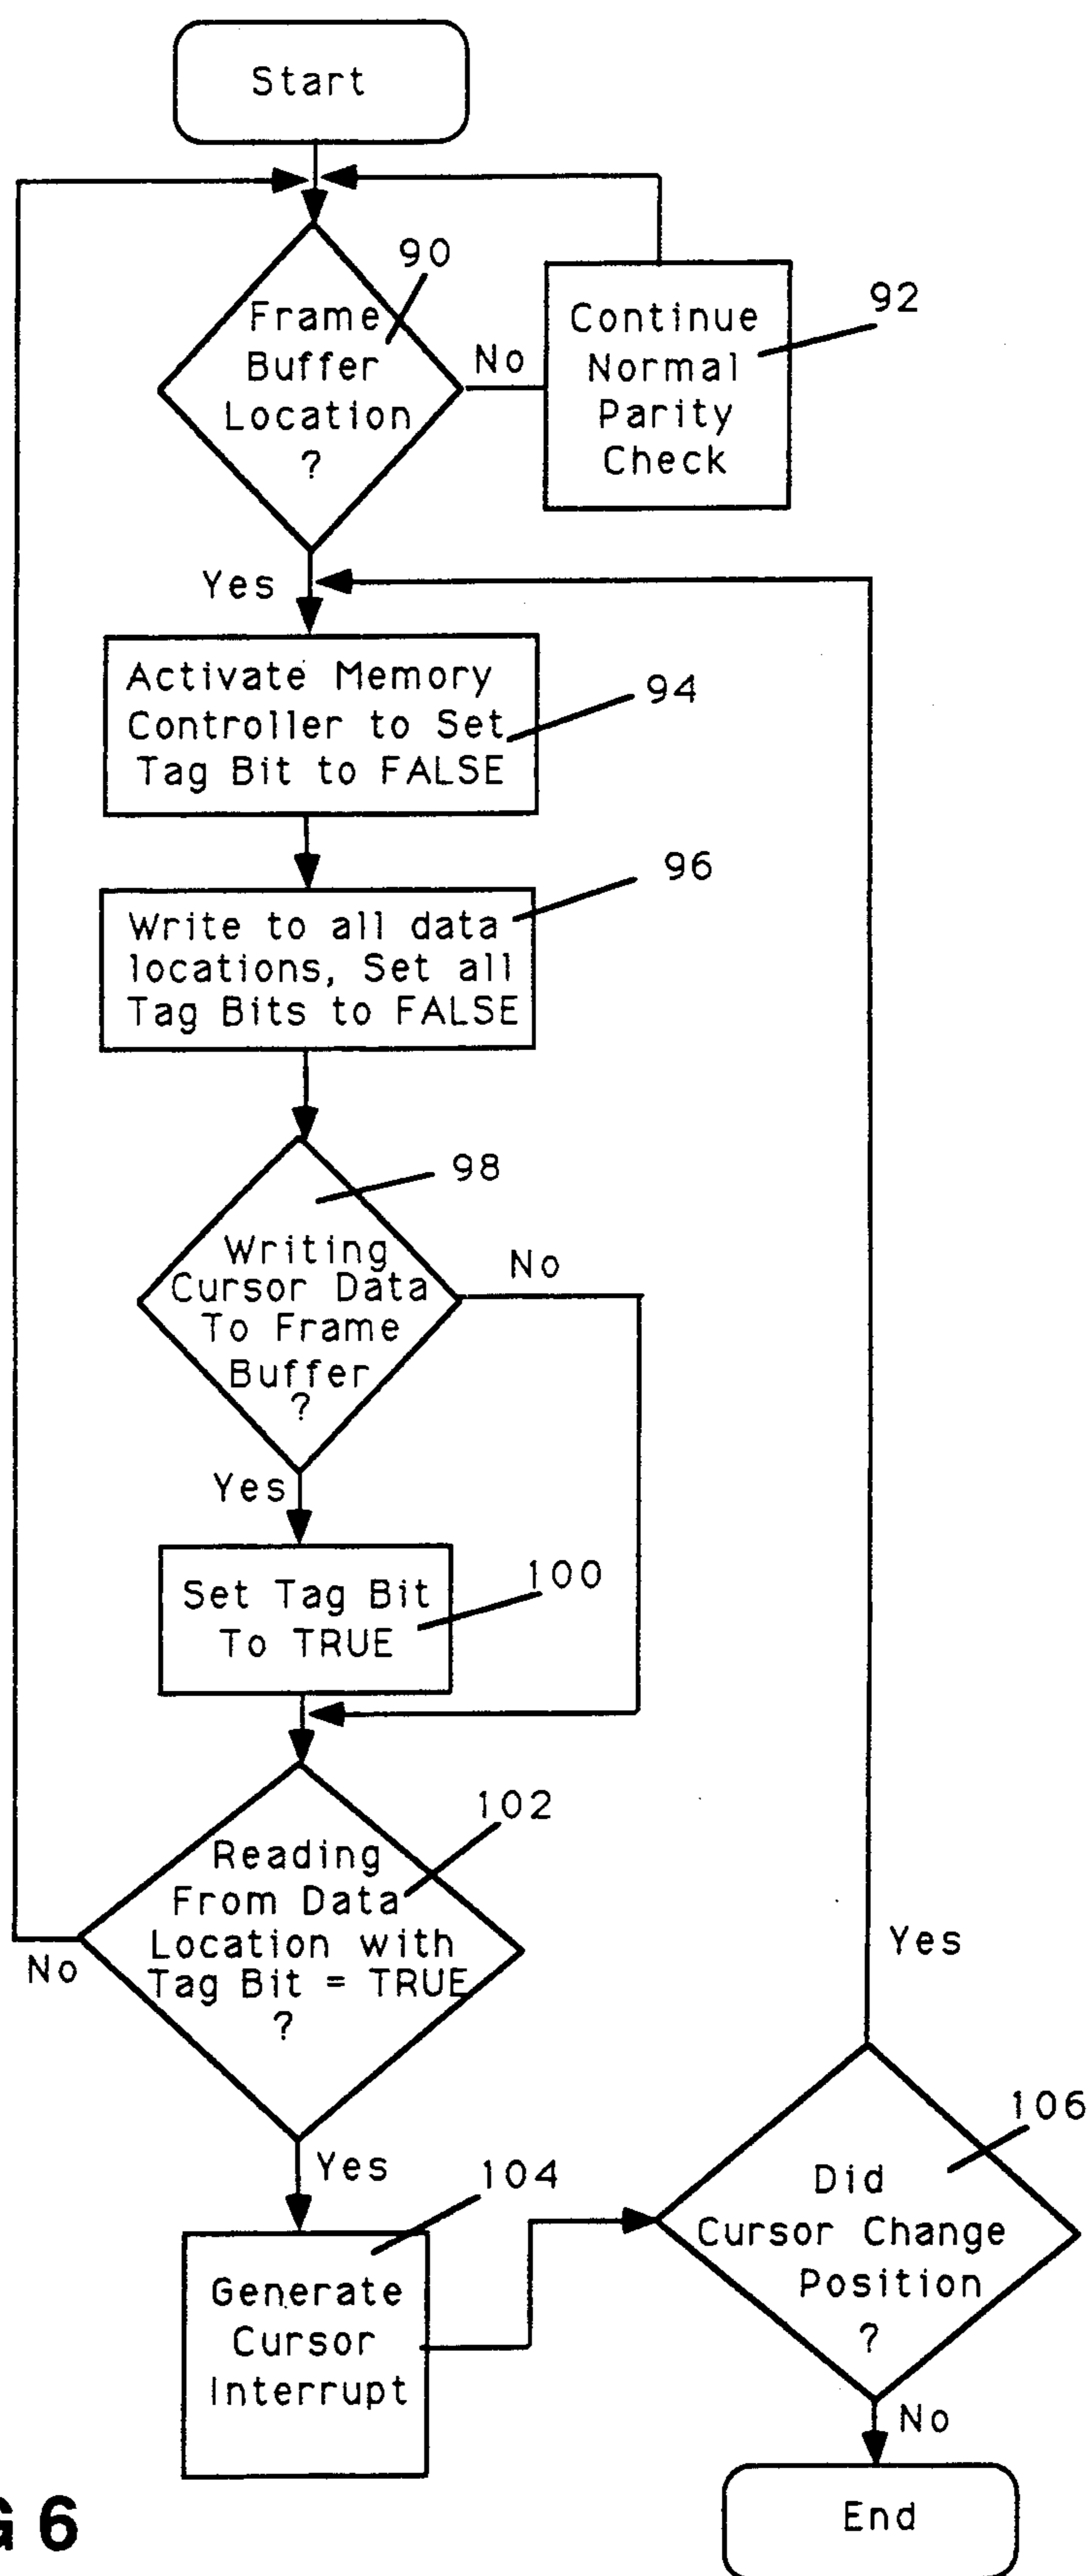 Start
90
Frame
Buffer
Location
?
No
Continue
Normal
Parity
Check
92
Yes
Activate Memory
Controller to Set
Tag Bit to FALSE
94
Write to all data
locations, Set all
Tag Bits to FALSE
96
98
Writing
Cursor Data
To Frame
Buffer
?
No
Yes
Set Tag Bit
To TRUE
100
102
Reading
From Data
Location with
Tag Bit = TRUE
?
No
Yes
Yes
104
Generate
Cursor
Interrupt
106
Did
Cursor Change
Position
?
No
End
G 6